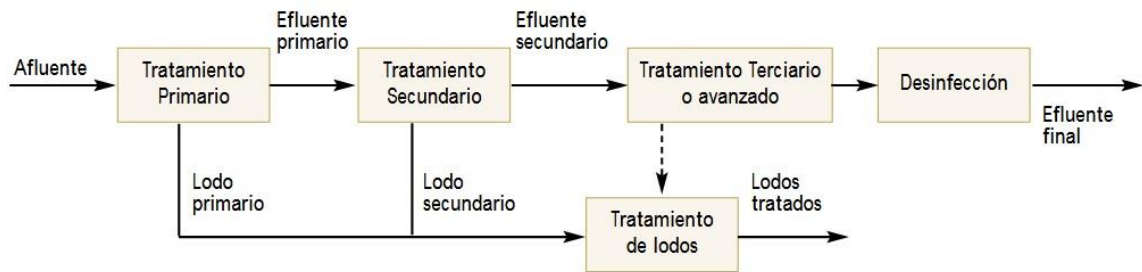 Afluente
Tratamiento
Primario
Efluente
primario
Tratamiento
Secundario
Efluente
secundario
Tratamiento Terciario
o avanzado
Desinfección
Efluente
final
Lodo
primario
Lodo
secundario
Tratamiento
de lodos
Lodos
tratados